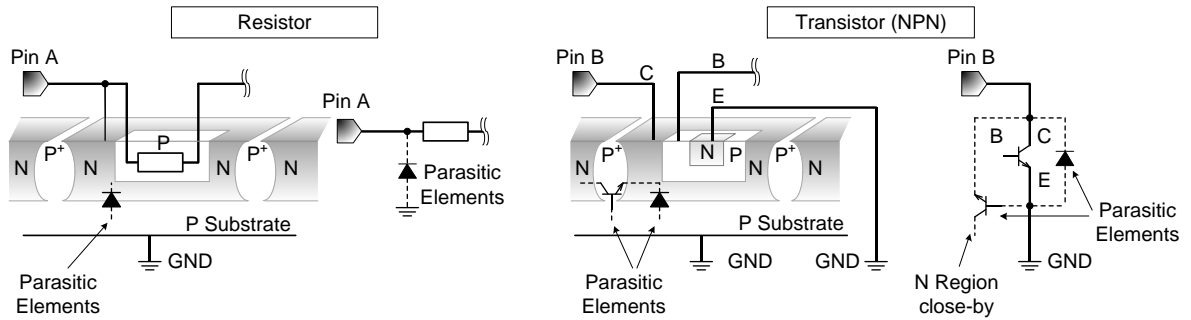 Resistor
Pin A
P
N
P+
N
N
P+
N
P Substrate
GND
Parasitic
Elements
Pin A
Parasitic
Elements
Transistor (NPN)
Pin B
C
B
E
N
P+
N
N
P
N
P+
N
P Substrate
GND
GND
Parasitic
Elements
Pin B
B
C
E
Parasitic
Elements
GND
N Region
close-by